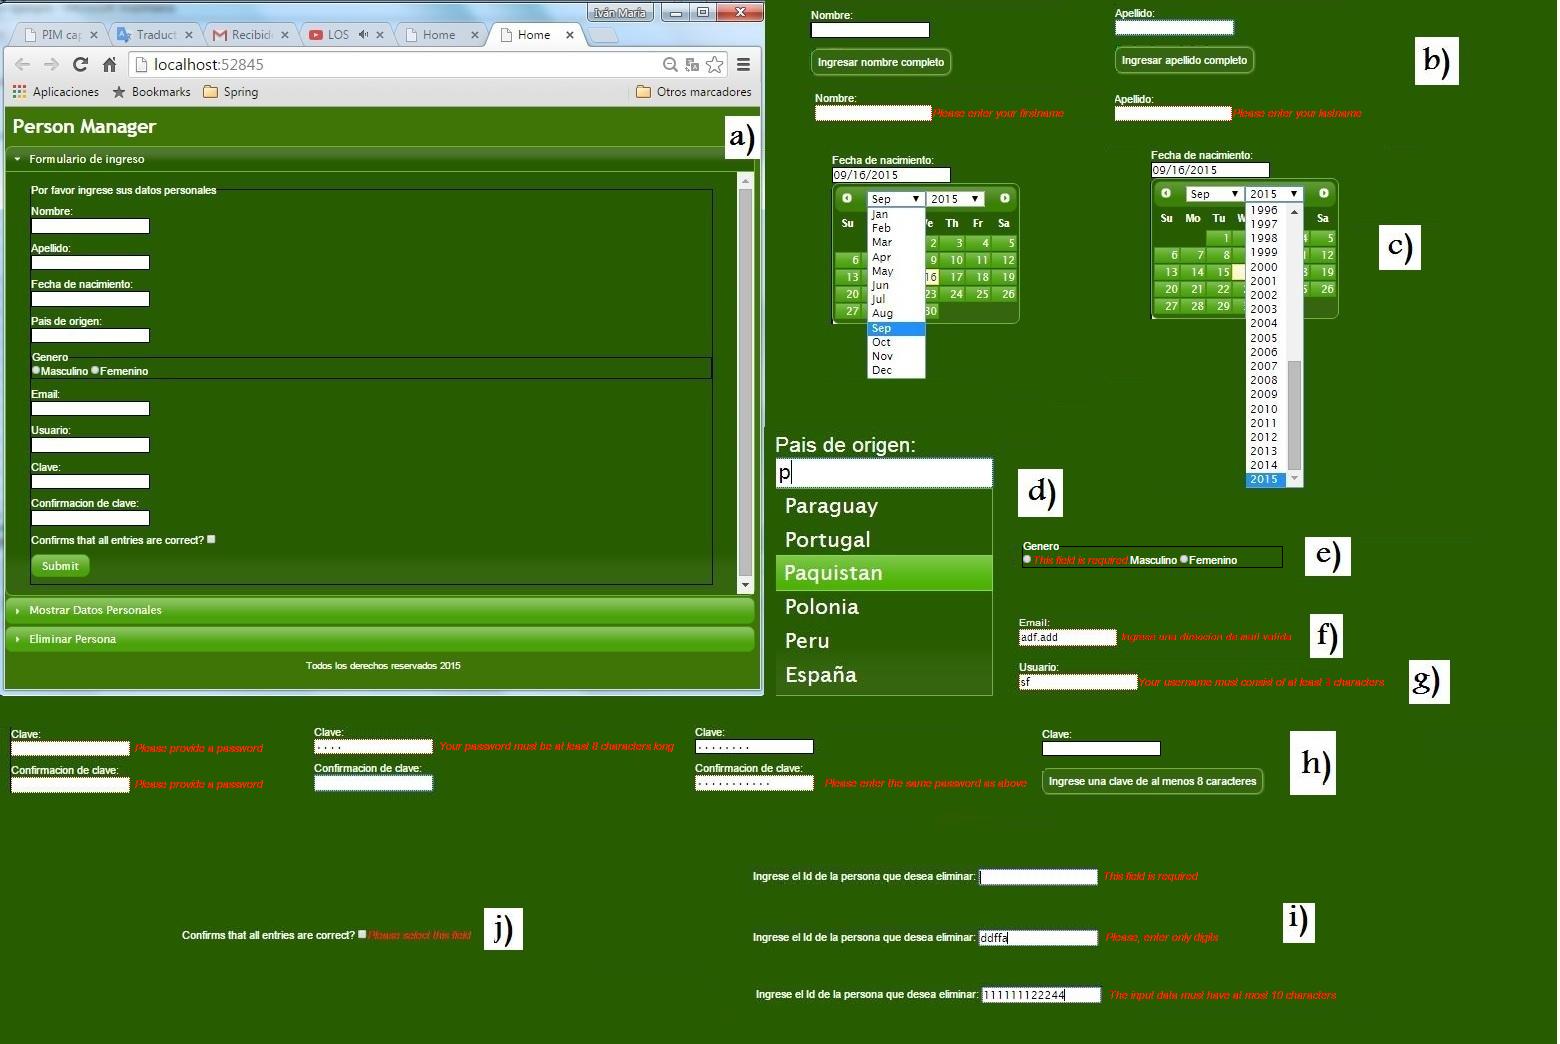 Iván María
PIM cap
Traduct
Recibid
LOS
Home
Home
localhost:52845
Aplicaciones
Bookmarks
Spring
Otros marcadores
Person Manager
a)
Formulario de ingreso
Por favor ingrese sus datos personales
Nombre:
Apellido:
Fecha de nacimiento:
Pais de origen:
Genero
Masculino Femenino
Email:
Usuario:
Clave:
Confirmacion de clave:
Confirms that all entries are correct?
Submit
Mostrar Datos Personales
Eliminar Persona
Todos los derechos reservados 2015
Nombre:
Ingresar nombre completo
Apellido:
Ingresar apellido completo
b)
Nombre:
Please enter your firstname
Apellido:
Please enter your lastname
Fecha de nacimiento:
09/16/2015
Sep 2015
Su We Th Fr Sa
2 3 4 5
6 9 10 11 12
13 16 17 18 19
20 23 24 25 26
27 30
Jan
Feb
Mar
Apr
May
Jun
Jul
Aug
Sep
Oct
Nov
Dec
Fecha de nacimiento:
09/16/2015
Sep 2015
Su Mo Tu Sa
1 5
6 7 8 12
13 14 15 19
20 21 22 26
27 28 29
1996
1997
1998
1999
2000
2001
2002
2003
2004
2005
2006
2007
2008
2009
2010
2011
2012
2013
2014
2015
c)
Pais de origen:
p
Paraguay
Portugal
Paquistan
Polonia
Peru
España
d)
Genero
This field is required Masculino Femenino
e)
Email:
adf.add Ingrese una direccion de mail valida
f)
Usuario:
sf Your username must consist of at least characters
g)
Clave:
Please provide a password
Confirmacion de clave:
Please provide a password
Clave:
Your password must be at least 8 characters long
Confirmacion de clave:
Clave:
Confirmacion de clave:
Please enter the same password as above
Clave:
Ingrese una clave de al menos 8 caracteres
h)
Ingrese el Id de la persona que desea eliminar: This field is required
Ingrese el Id de la persona que desea eliminar: ddffa Please, enter only digits
Ingrese el Id de la persona que desea eliminar: 111111122244 The input data must have at most 10 characters
i)
Confirms that all entries are correct? Please select this field
j)